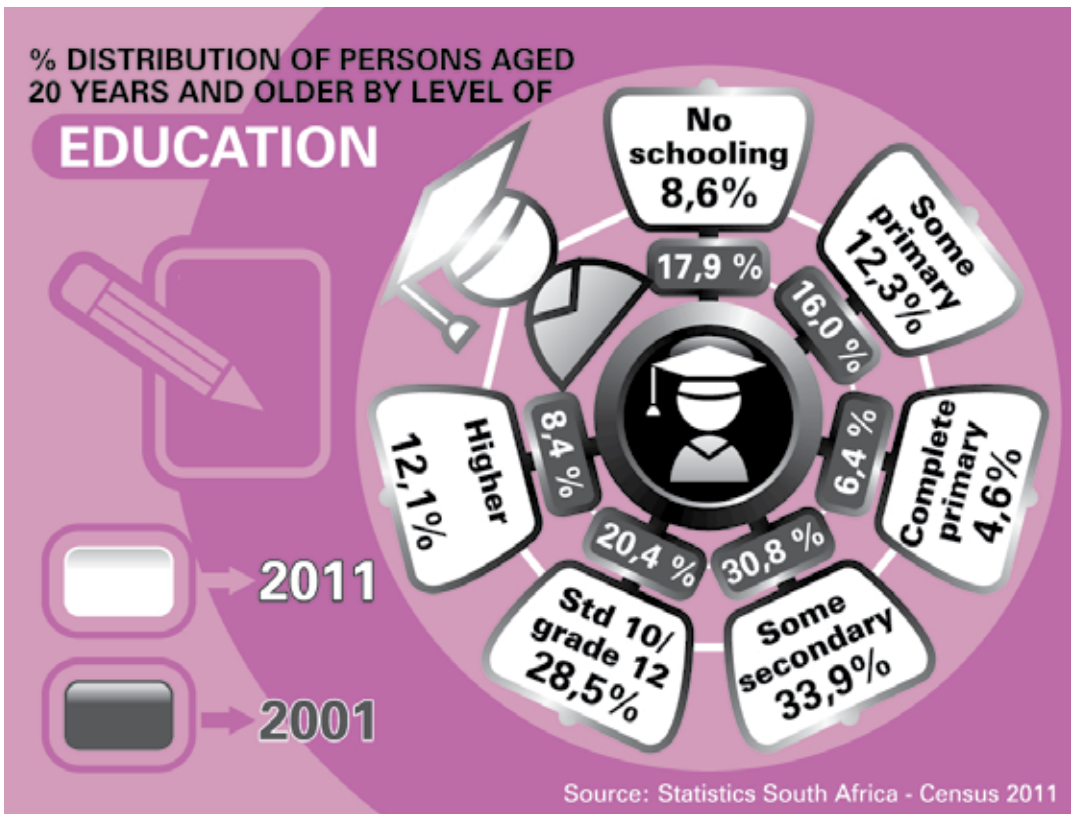 % DISTRIBUTION OF PERSONS AGED
20 YEARS AND OLDER BY LEVEL OF
EDUCATION
No
schooling
8,6%
17,9 %
Some
primary
12,3%
16,0 %
Complete
primary
4,6%
6,4 %
Some
secondary
33,9%
30,8 %
Std 10/
grade 12
28,5%
20,4 %
Higher
12,1%
8,4 %
2011
2001
Source: Statistics South Africa - Census 2011